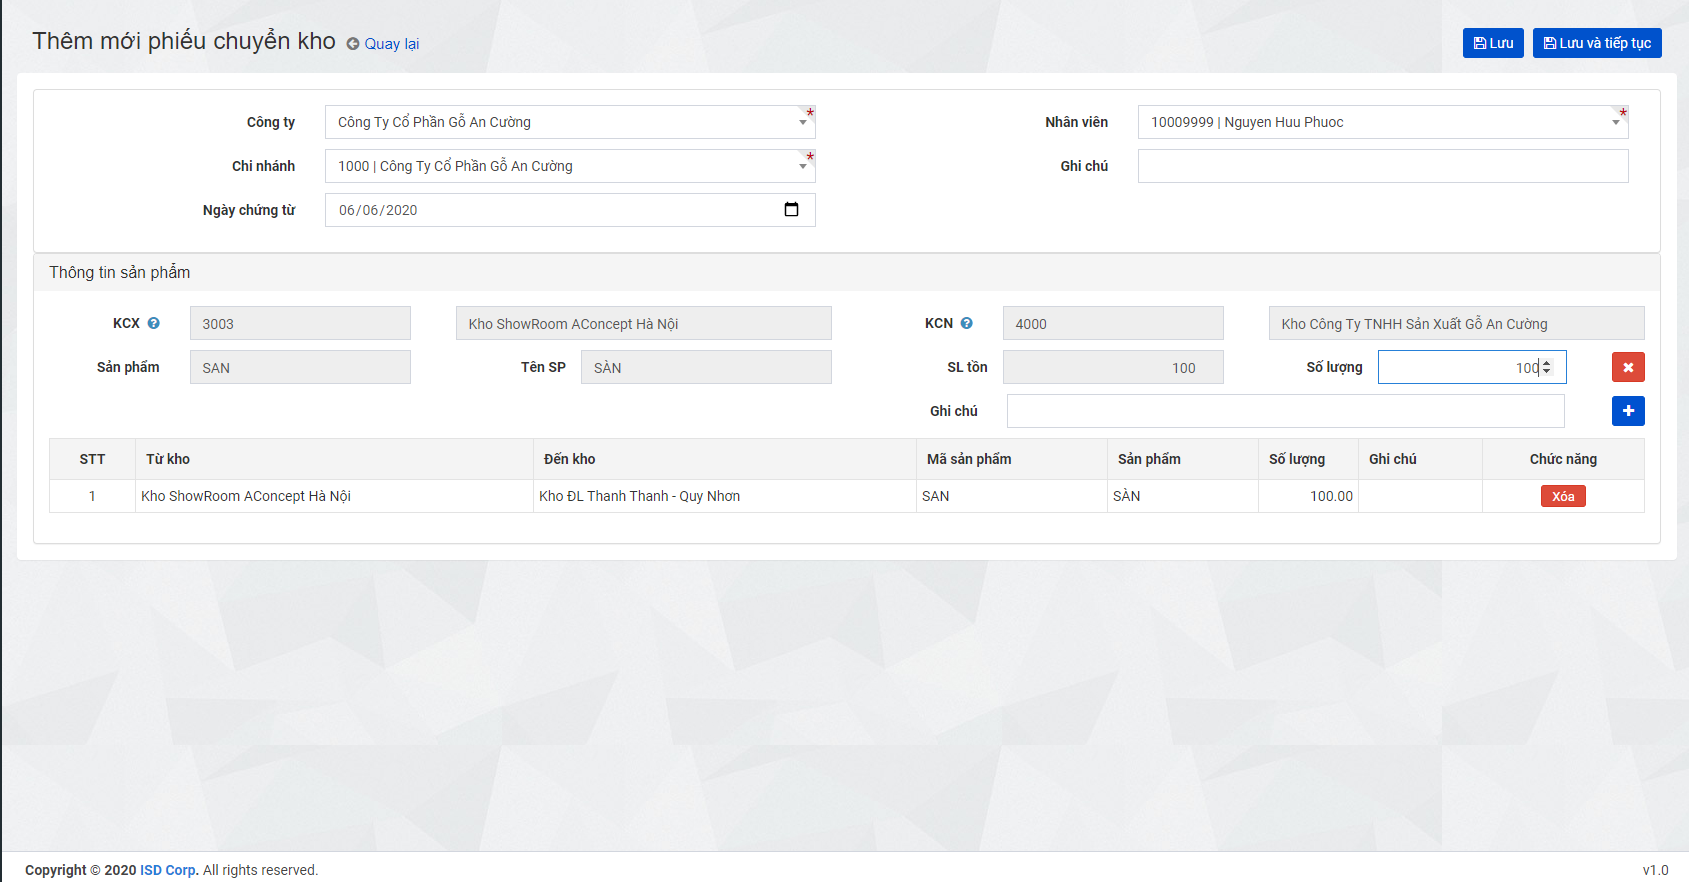 Thêm mới phiếu chuyển kho Quay lại
Lưu Lưu và tiếp tục
Công ty Công Ty Cổ Phần Gỗ An Cường * Nhân viên 10009999 | Nguyen Huu Phuoc *
Chi nhánh 1000 | Công Ty Cổ Phần Gỗ An Cường * Ghi chú
Ngày chứng từ 06/06/2020
Thông tin sản phẩm
KCX 3003 Kho ShowRoom AConcept Hà Nội KCN 4000 Kho Công Ty TNHH Sản Xuất Gỗ An Cường
Sản phẩm SAN Tên SP SÀN SL tồn 100 Số lượng 100
Ghi chú
STT Từ kho Đến kho Mã sản phẩm Sản phẩm Số lượng Ghi chú Chức năng
1 Kho ShowRoom AConcept Hà Nội Kho ĐL Thanh Thanh - Quy Nhơn SAN SÀN 100.00 Xóa
Copyright © 2020 ISD Corp. All rights reserved. v1.0